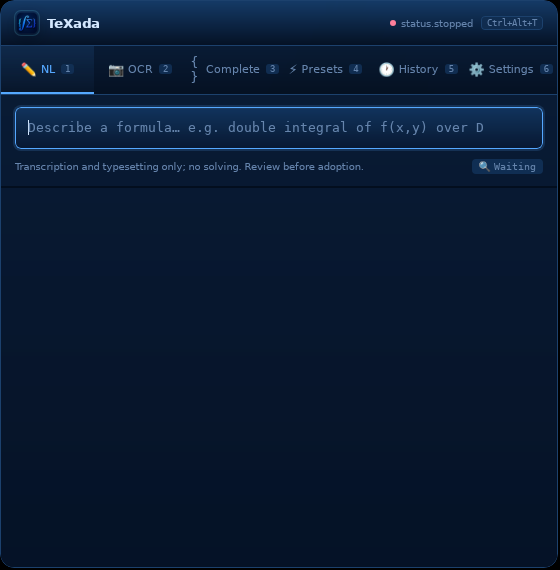 TeXada
status.stopped Ctrl+Alt+T
NL 1 OCR 2 { } Complete 3 Presets 4 History 5 Settings 6
Describe a formula… e.g. double integral of f(x,y) over D
Transcription and typesetting only; no solving. Review before adoption. Waiting